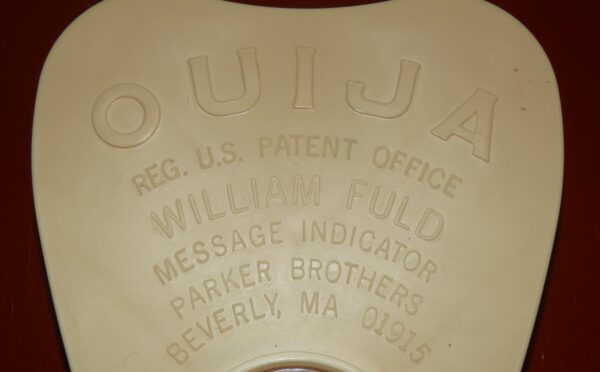 OUIJA
REG. U.S. PATENT OFFICE
WILLIAM FULD
MESSAGE INDICATOR
PARKER BROTHERS
BEVERLY, MA 01915